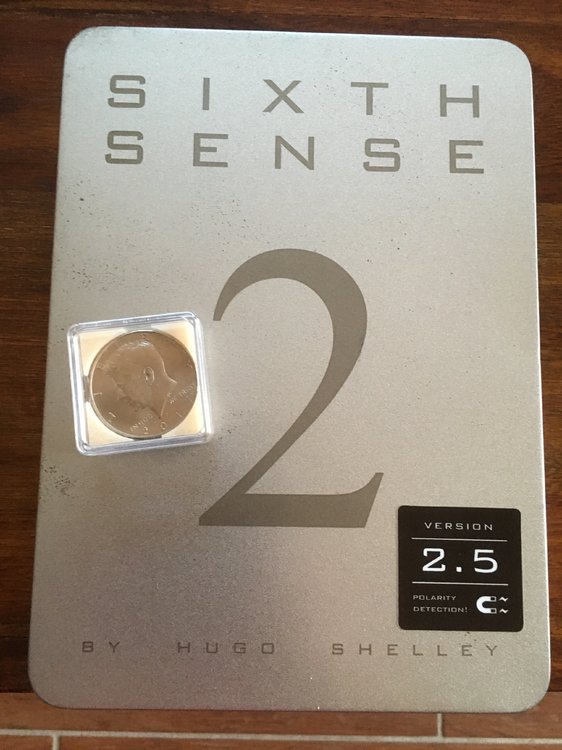 SIXTH
SENSE
2
VERSION
2.5
POLARITY
DETECTION!
BY HUGO SHELLEY